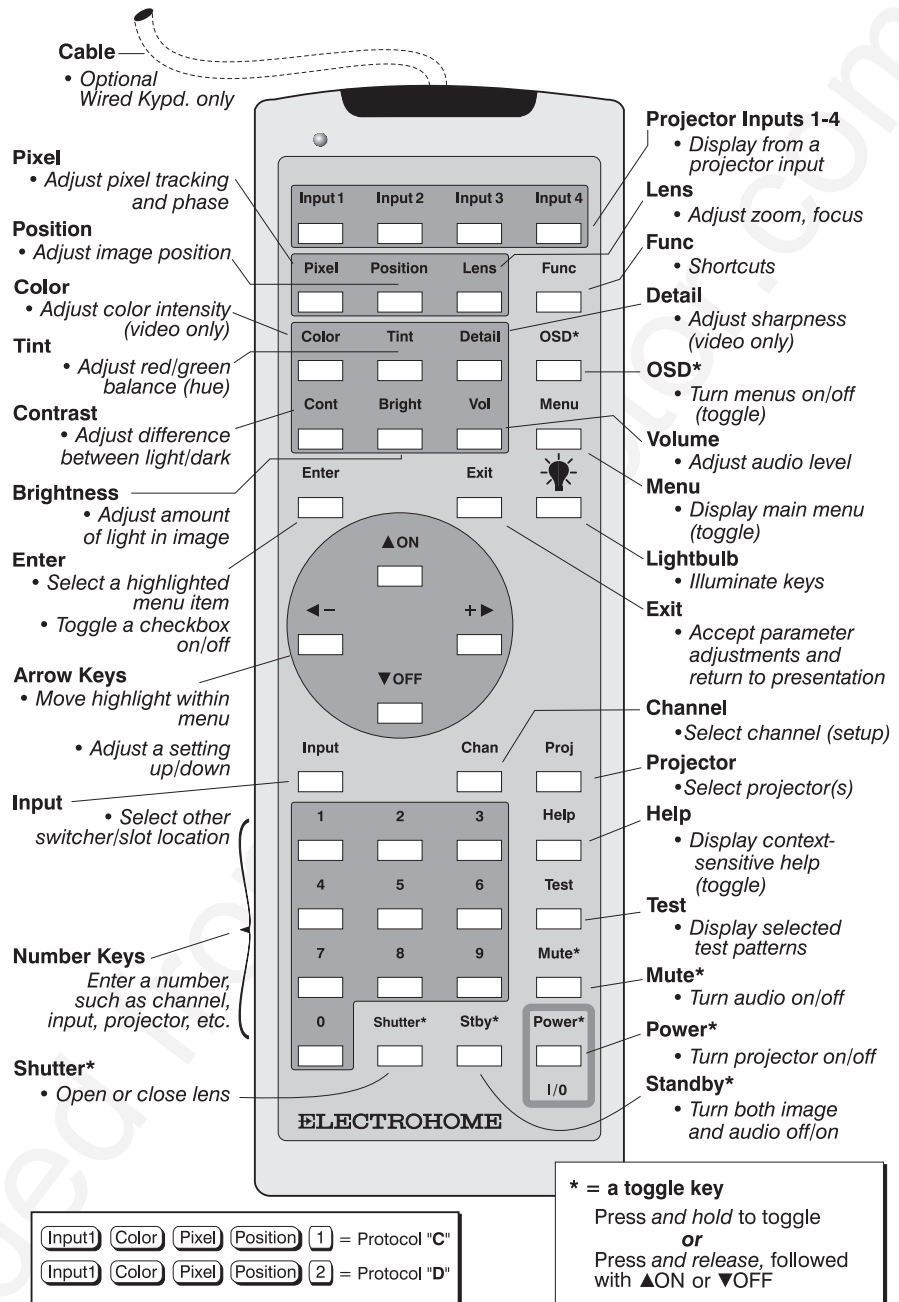 Cable
• Optional
Wired Kypd. only
Pixel
• Adjust pixel tracking
and phase
Position
• Adjust image position
Color
• Adjust color intensity
(video only)
Tint
• Adjust red/green
balance (hue)
Contrast
• Adjust difference
between light/dark
Brightness
• Adjust amount
of light in image
Enter
• Select a highlighted
menu item
• Toggle a checkbox
on/off
Arrow Keys
• Move highlight within
menu
• Adjust a setting
up/down
Input
• Select other
switcher/slot location
Number Keys
Enter a number,
such as channel,
input, projector, etc.
Shutter*
• Open or close lens
Input 1 Input 2 Input 3 Input 4
Pixel Position Lens Func
Color Tint Detail OSD*
Cont Bright Vol Menu
Enter Exit
▲ON
◄− +►
▼OFF
Input Chan Proj
1 2 3 Help
4 5 6 Test
7 8 9 Mute*
0 Shutter* Stby* Power*
I/0
ELECTROHOME
Projector Inputs 1-4
• Display from a
projector input
Lens
• Adjust zoom, focus
Func
• Shortcuts
Detail
• Adjust sharpness
(video only)
OSD*
• Turn menus on/off
(toggle)
Volume
• Adjust audio level
Menu
• Display main menu
(toggle)
Lightbulb
• Illuminate keys
Exit
• Accept parameter
adjustments and
return to presentation
Channel
•Select channel (setup)
Projector
•Select projector(s)
Help
• Display context-
sensitive help
(toggle)
Test
• Display selected
test patterns
Mute*
• Turn audio on/off
Power*
• Turn projector on/off
Standby*
• Turn both image
and audio off/on
Input1 Color Pixel Position 1 = Protocol "C"
Input1 Color Pixel Position 2 = Protocol "D"
* = a toggle key
Press and hold to toggle
or
Press and release, followed
with ▲ON or ▼OFF